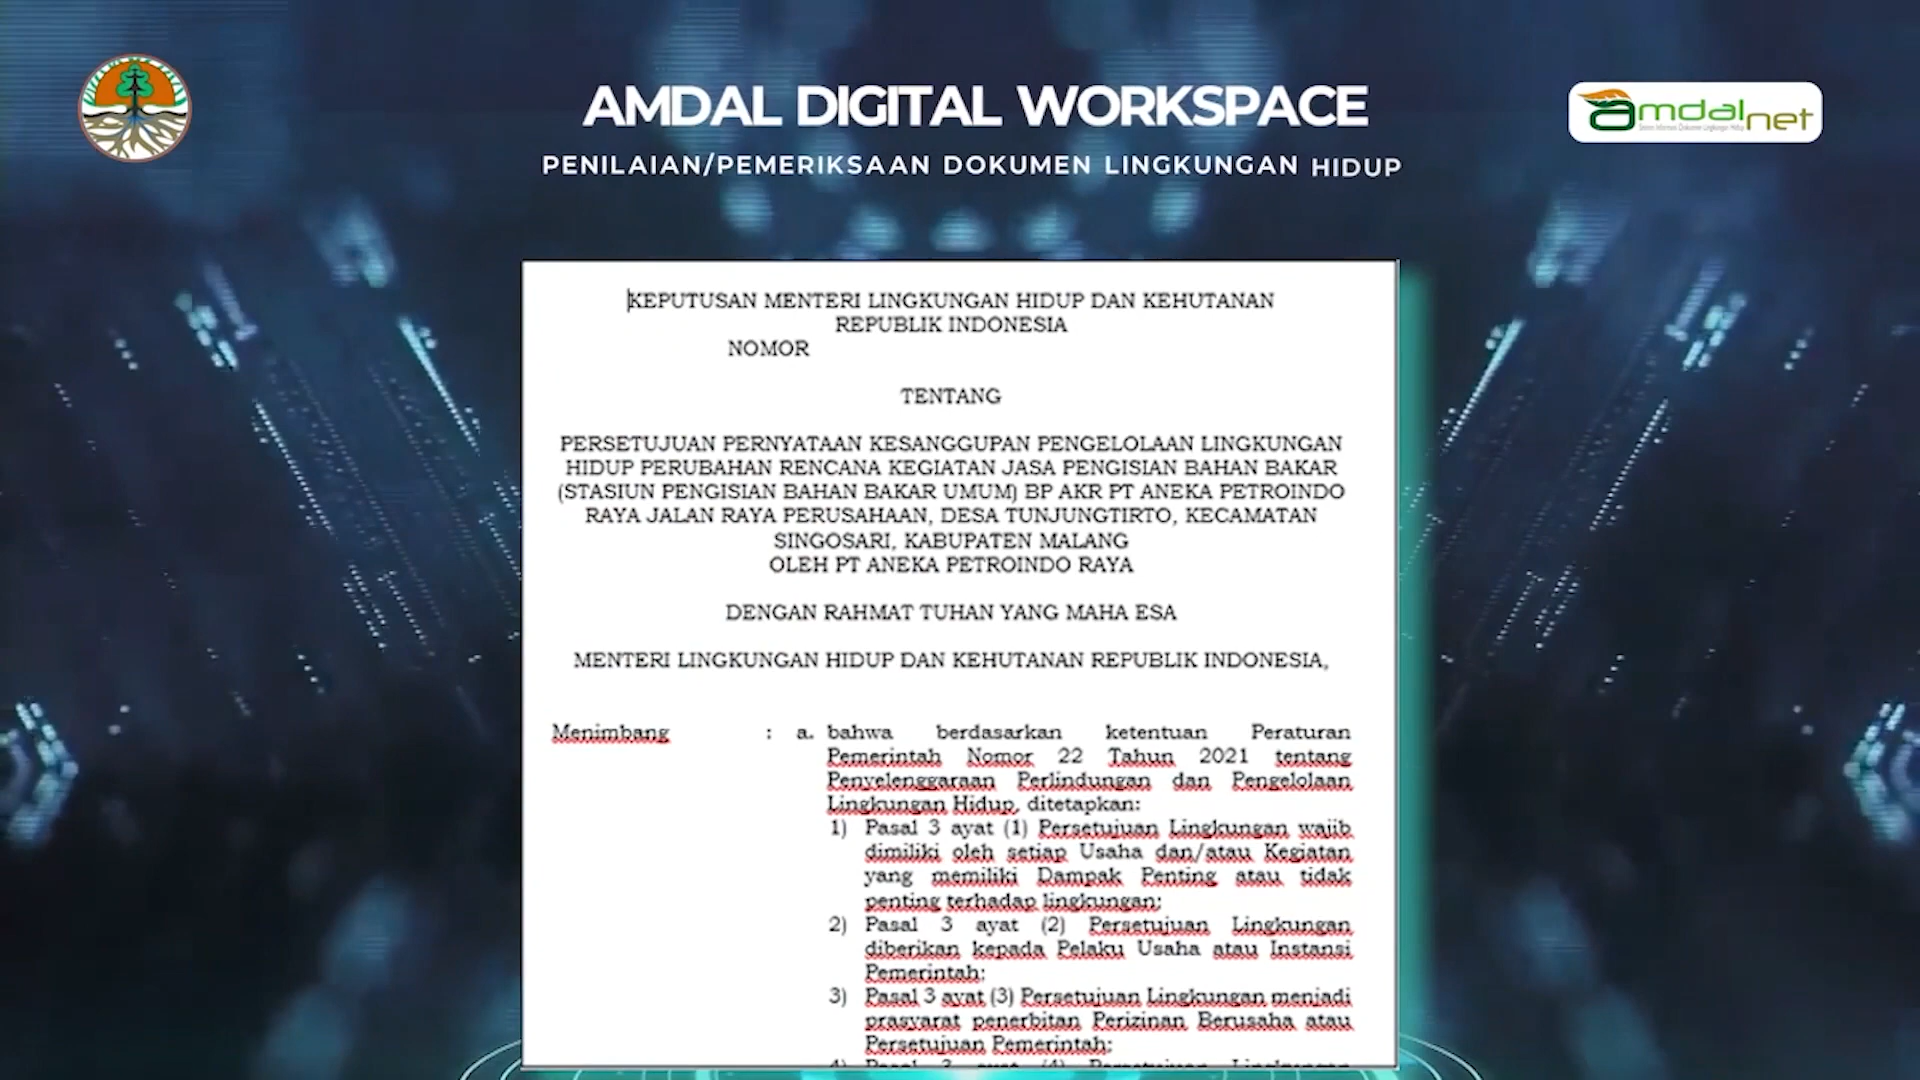 AMDAL DIGITAL WORKSPACE
amdalnet
PENILAIAN/PEMERIKSAAN DOKUMEN LINGKUNGAN HIDUP
KEPUTUSAN MENTERI LINGKUNGAN HIDUP DAN KEHUTANAN
REPUBLIK INDONESIA
NOMOR
TENTANG
PERSETUJUAN PERNYATAAN KESANGGUPAN PENGELOLAAN LINGKUNGAN
HIDUP PERUBAHAN RENCANA KEGIATAN JASA PENGISIAN BAHAN BAKAR
(STASIUN PENGISIAN BAHAN BAKAR UMUM) BP AKR PT ANEKA PETROINDO
RAYA JALAN RAYA PERUSAHAAN, DESA TUNJUNGTIRTO, KECAMATAN
SINGOSARI, KABUPATEN MALANG
OLEH PT ANEKA PETROINDO RAYA
DENGAN RAHMAT TUHAN YANG MAHA ESA
MENTERI LINGKUNGAN HIDUP DAN KEHUTANAN REPUBLIK INDONESIA,
Menimbang : a. bahwa berdasarkan ketentuan Peraturan
Pemerintah Nomor 22 Tahun 2021 tentang
Penyelenggaraan Perlindungan dan Pengelolaan
Lingkungan Hidup, ditetapkan:
1) Pasal 3 ayat (1) Persetujuan Lingkungan wajib
dimiliki oleh setiap Usaha dan/atau Kegiatan
yang memiliki Dampak Penting atau tidak
penting terhadap lingkungan;
2) Pasal 3 ayat (2) Persetujuan Lingkungan
diberikan kepada Pelaku Usaha atau Instansi
Pemerintah;
3) Pasal 3 ayat (3) Persetujuan Lingkungan menjadi
prasyarat penerbitan Perizinan Berusaha atau
Persetujuan Pemerintah;
4) Pasal 3 ayat (4) Persetujuan Lingkungan